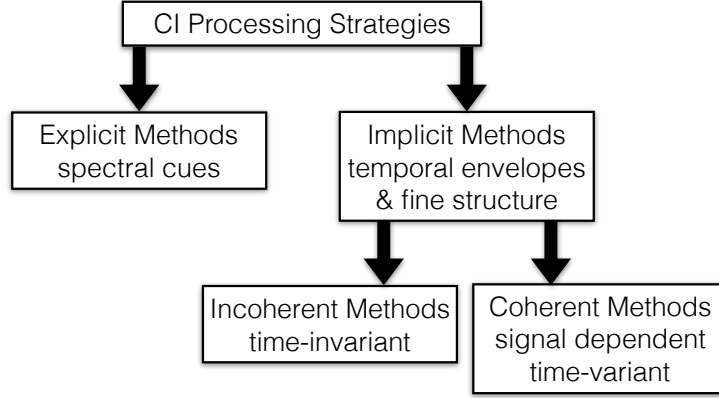 CI Processing Strategies
Explicit Methods
spectral cues
Implicit Methods
temporal envelopes
& fine structure
Incoherent Methods
time-invariant
Coherent Methods
signal dependent
time-variant